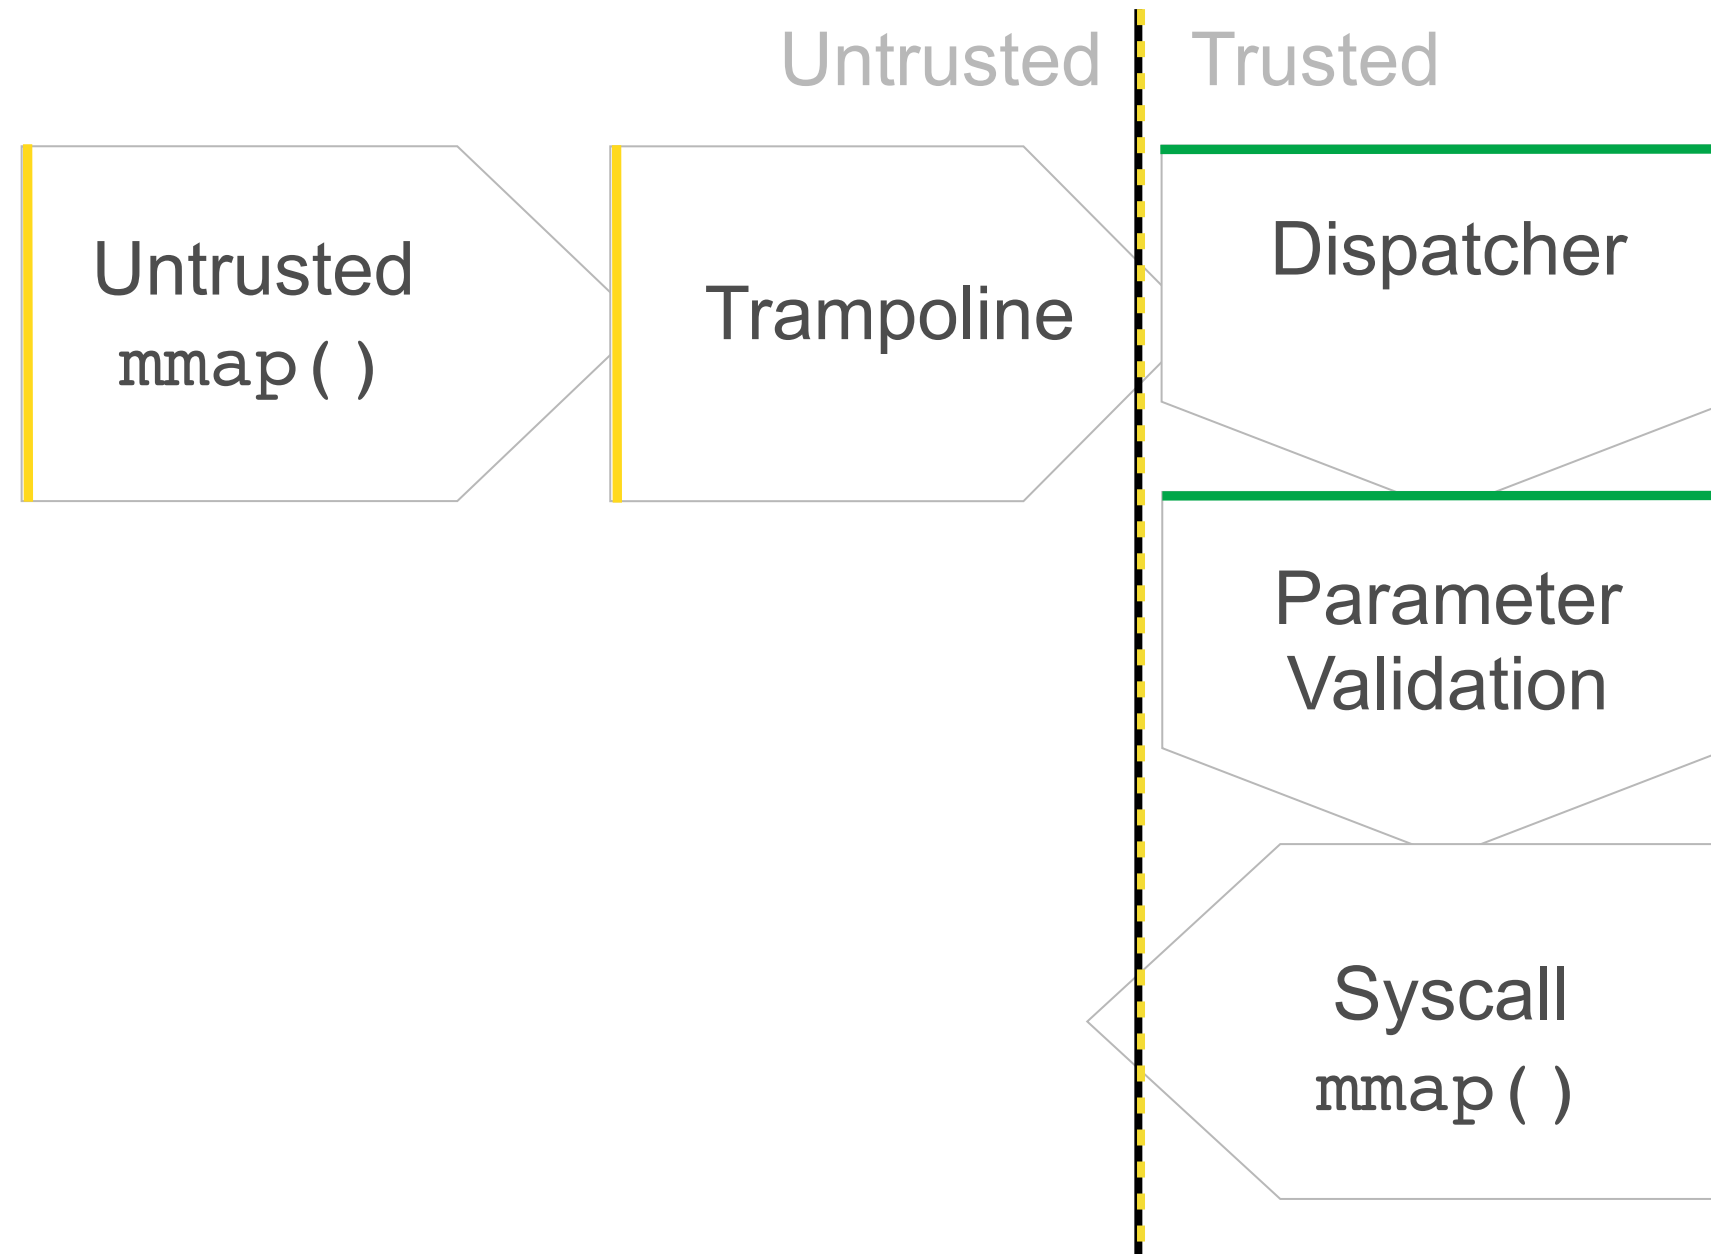 Untrusted
Trusted
Untrusted
mmap()
Trampoline
Dispatcher
Parameter
Validation
Syscall
mmap()